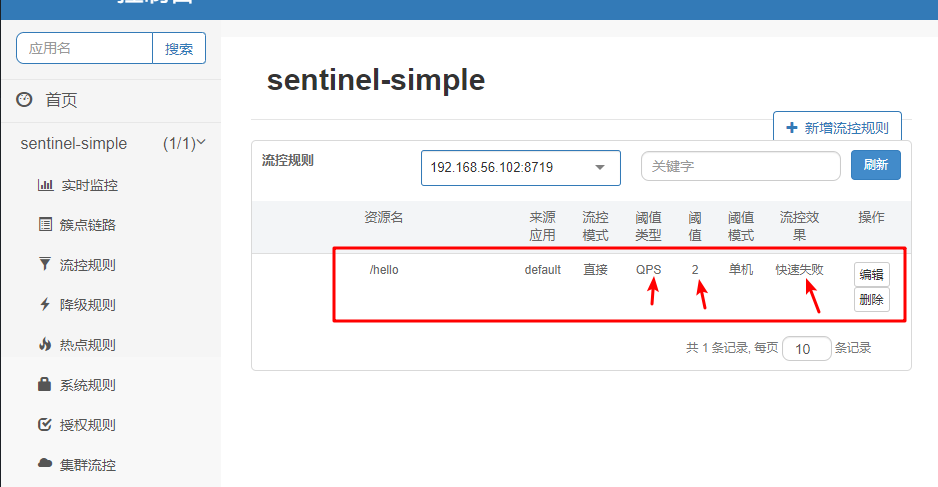 应用名
搜索
首页
sentinel-simple (1/1)
实时监控
簇点链路
流控规则
降级规则
热点规则
系统规则
授权规则
集群流控
sentinel-simple
新增流控规则
流控规则 192.168.56.102:8719 关键字 刷新
资源名 来源应用 流控模式 阈值类型 阈值 阈值模式 流控效果 操作
/hello default 直接 QPS 2 单机 快速失败 编辑
删除
共 1 条记录, 每页 10 条记录